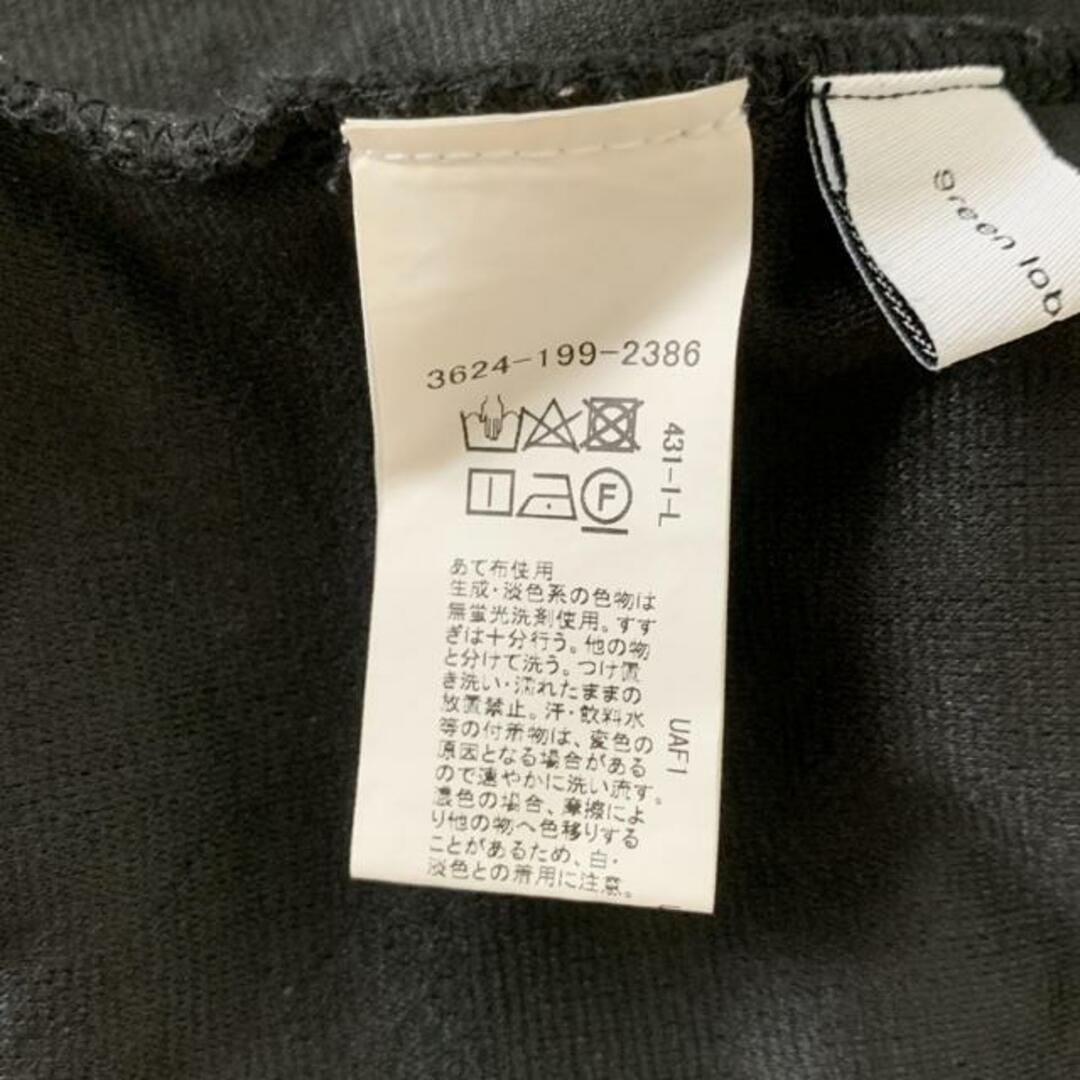 3624-199-2386
431-1-L
F
あて布使用
生成・淡色系の色物は
無蛍光洗剤使用。すす
ぎは十分行う。他の物
と分けて洗う。つけ置
き洗い・濡れたままの
放置禁止。汗・飲料水
等の付着物は、変色の
原因となる場合がある
ので速やかに洗い流す。
濃色の場合、摩擦によ
り他の物へ色移りする
ことがあるため、白・
淡色との着用に注意。
UAF1
green lab